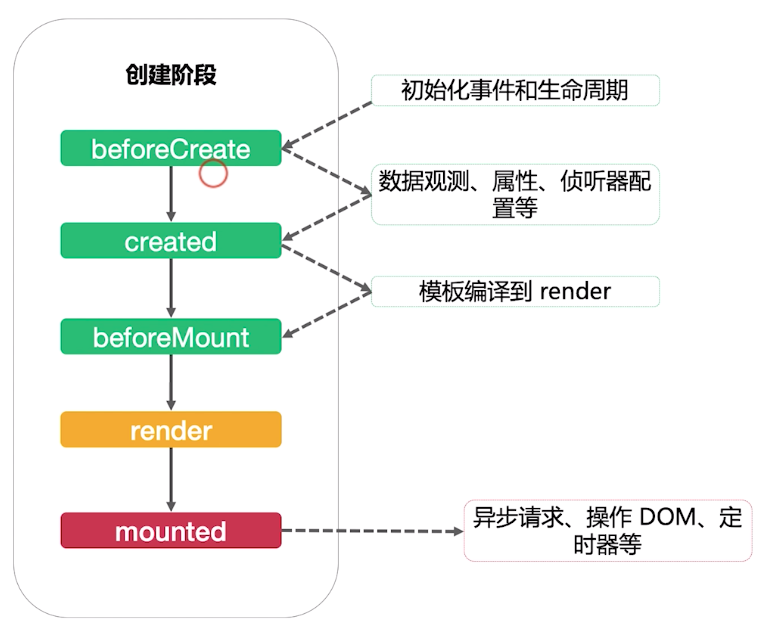 创建阶段
初始化事件和生命周期
beforeCreate
数据观测、属性、侦听器配
置等
created
模板编译到 render
beforeMount
render
mounted
异步请求、操作 DOM、定
时器等